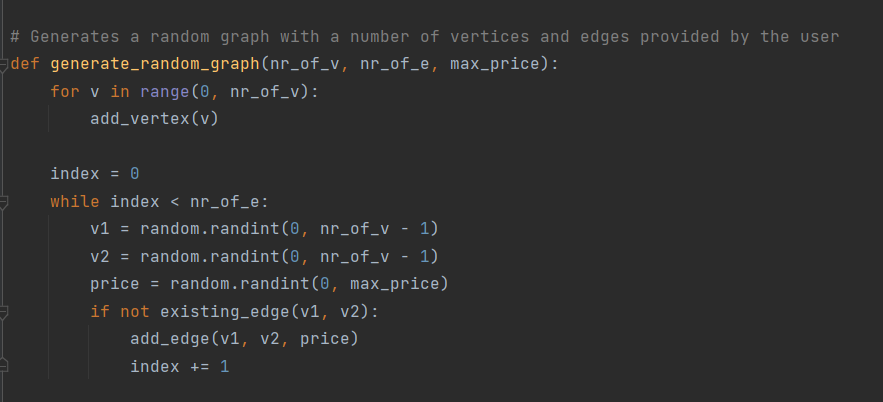 # Generates a random graph with a number of vertices and edges provided by the user
def generate_random_graph(nr_of_v, nr_of_e, max_price):
    for v in range(0, nr_of_v):
        add_vertex(v)

    index = 0
    while index < nr_of_e:
        v1 = random.randint(0, nr_of_v - 1)
        v2 = random.randint(0, nr_of_v - 1)
        price = random.randint(0, max_price)
        if not existing_edge(v1, v2):
            add_edge(v1, v2, price)
            index += 1